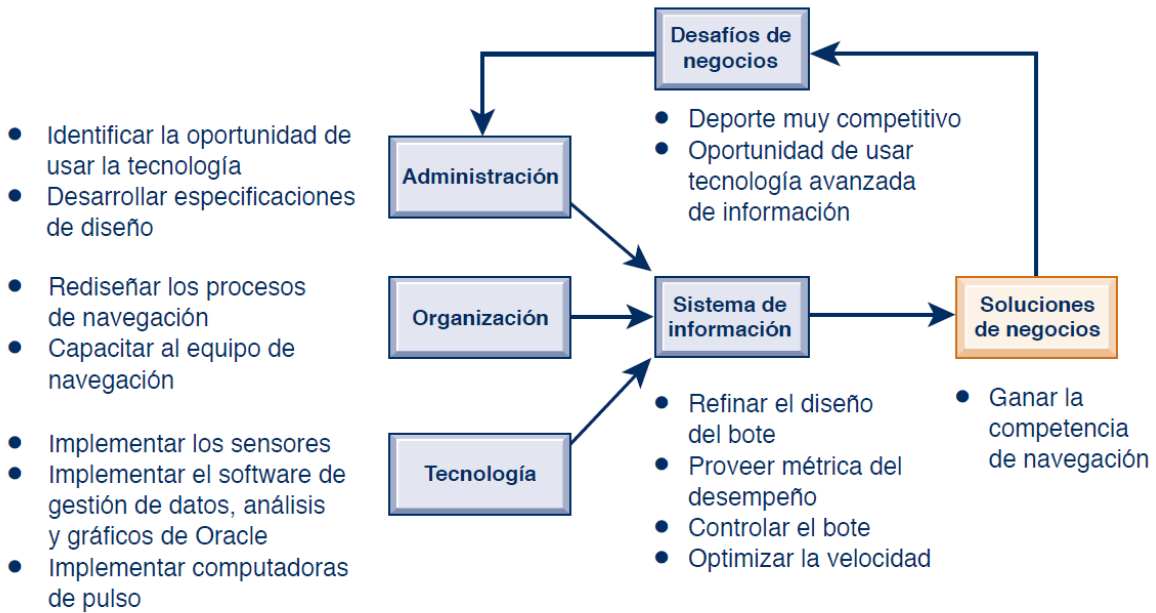 Desafíos de
negocios
Deporte muy competitivo
Oportunidad de usar
tecnología avanzada
de información
Identificar la oportunidad de
usar la tecnología
Desarrollar especificaciones
de diseño
Administración
Rediseñar los procesos
de navegación
Capacitar al equipo de
navegación
Organización
Sistema de
información
Soluciones
de negocios
Implementar los sensores
Implementar el software de
gestión de datos, análisis
y gráficos de Oracle
Implementar computadoras
de pulso
Tecnología
Refinar el diseño
del bote
Proveer métrica del
desempeño
Controlar el bote
Optimizar la velocidad
Ganar la
competencia
de navegación